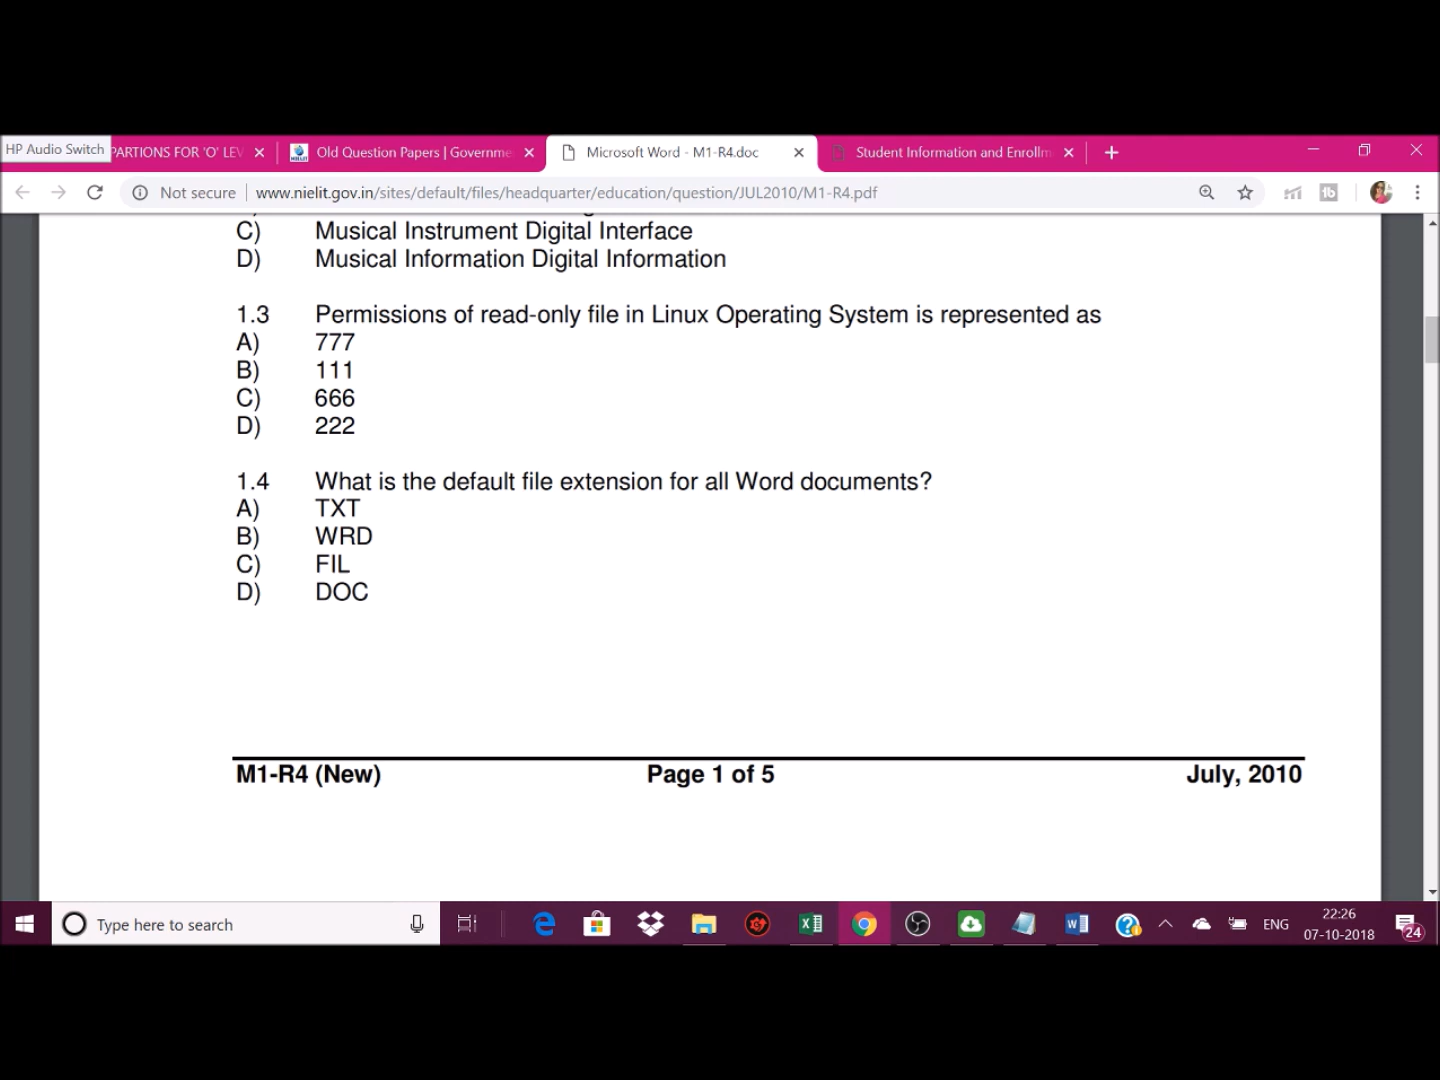 HP Audio Switch
PARTIONS FOR 'O' LEV
Old Question Papers | Governme
Microsoft Word - M1-R4.doc
Student Information and Enrollm
Not secure
www.nielit.gov.in/sites/default/files/headquarter/education/question/JUL2010/M1-R4.pdf
C) Musical Instrument Digital Interface
D) Musical Information Digital Information
1.3 Permissions of read-only file in Linux Operating System is represented as
A) 777
B) 111
C) 666
D) 222
1.4 What is the default file extension for all Word documents?
A) TXT
B) WRD
C) FIL
D) DOC
M1-R4 (New) Page 1 of 5 July, 2010
Type here to search
ENG
22:26
07-10-2018
24